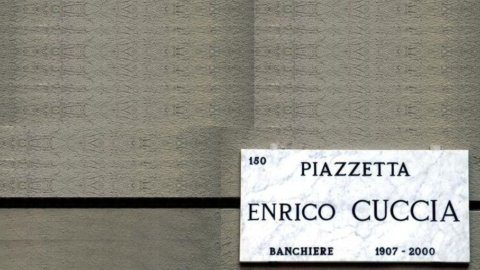 150
PIAZZETTA
ENRICO CUCCIA
BANCHIERE 1907 - 2000